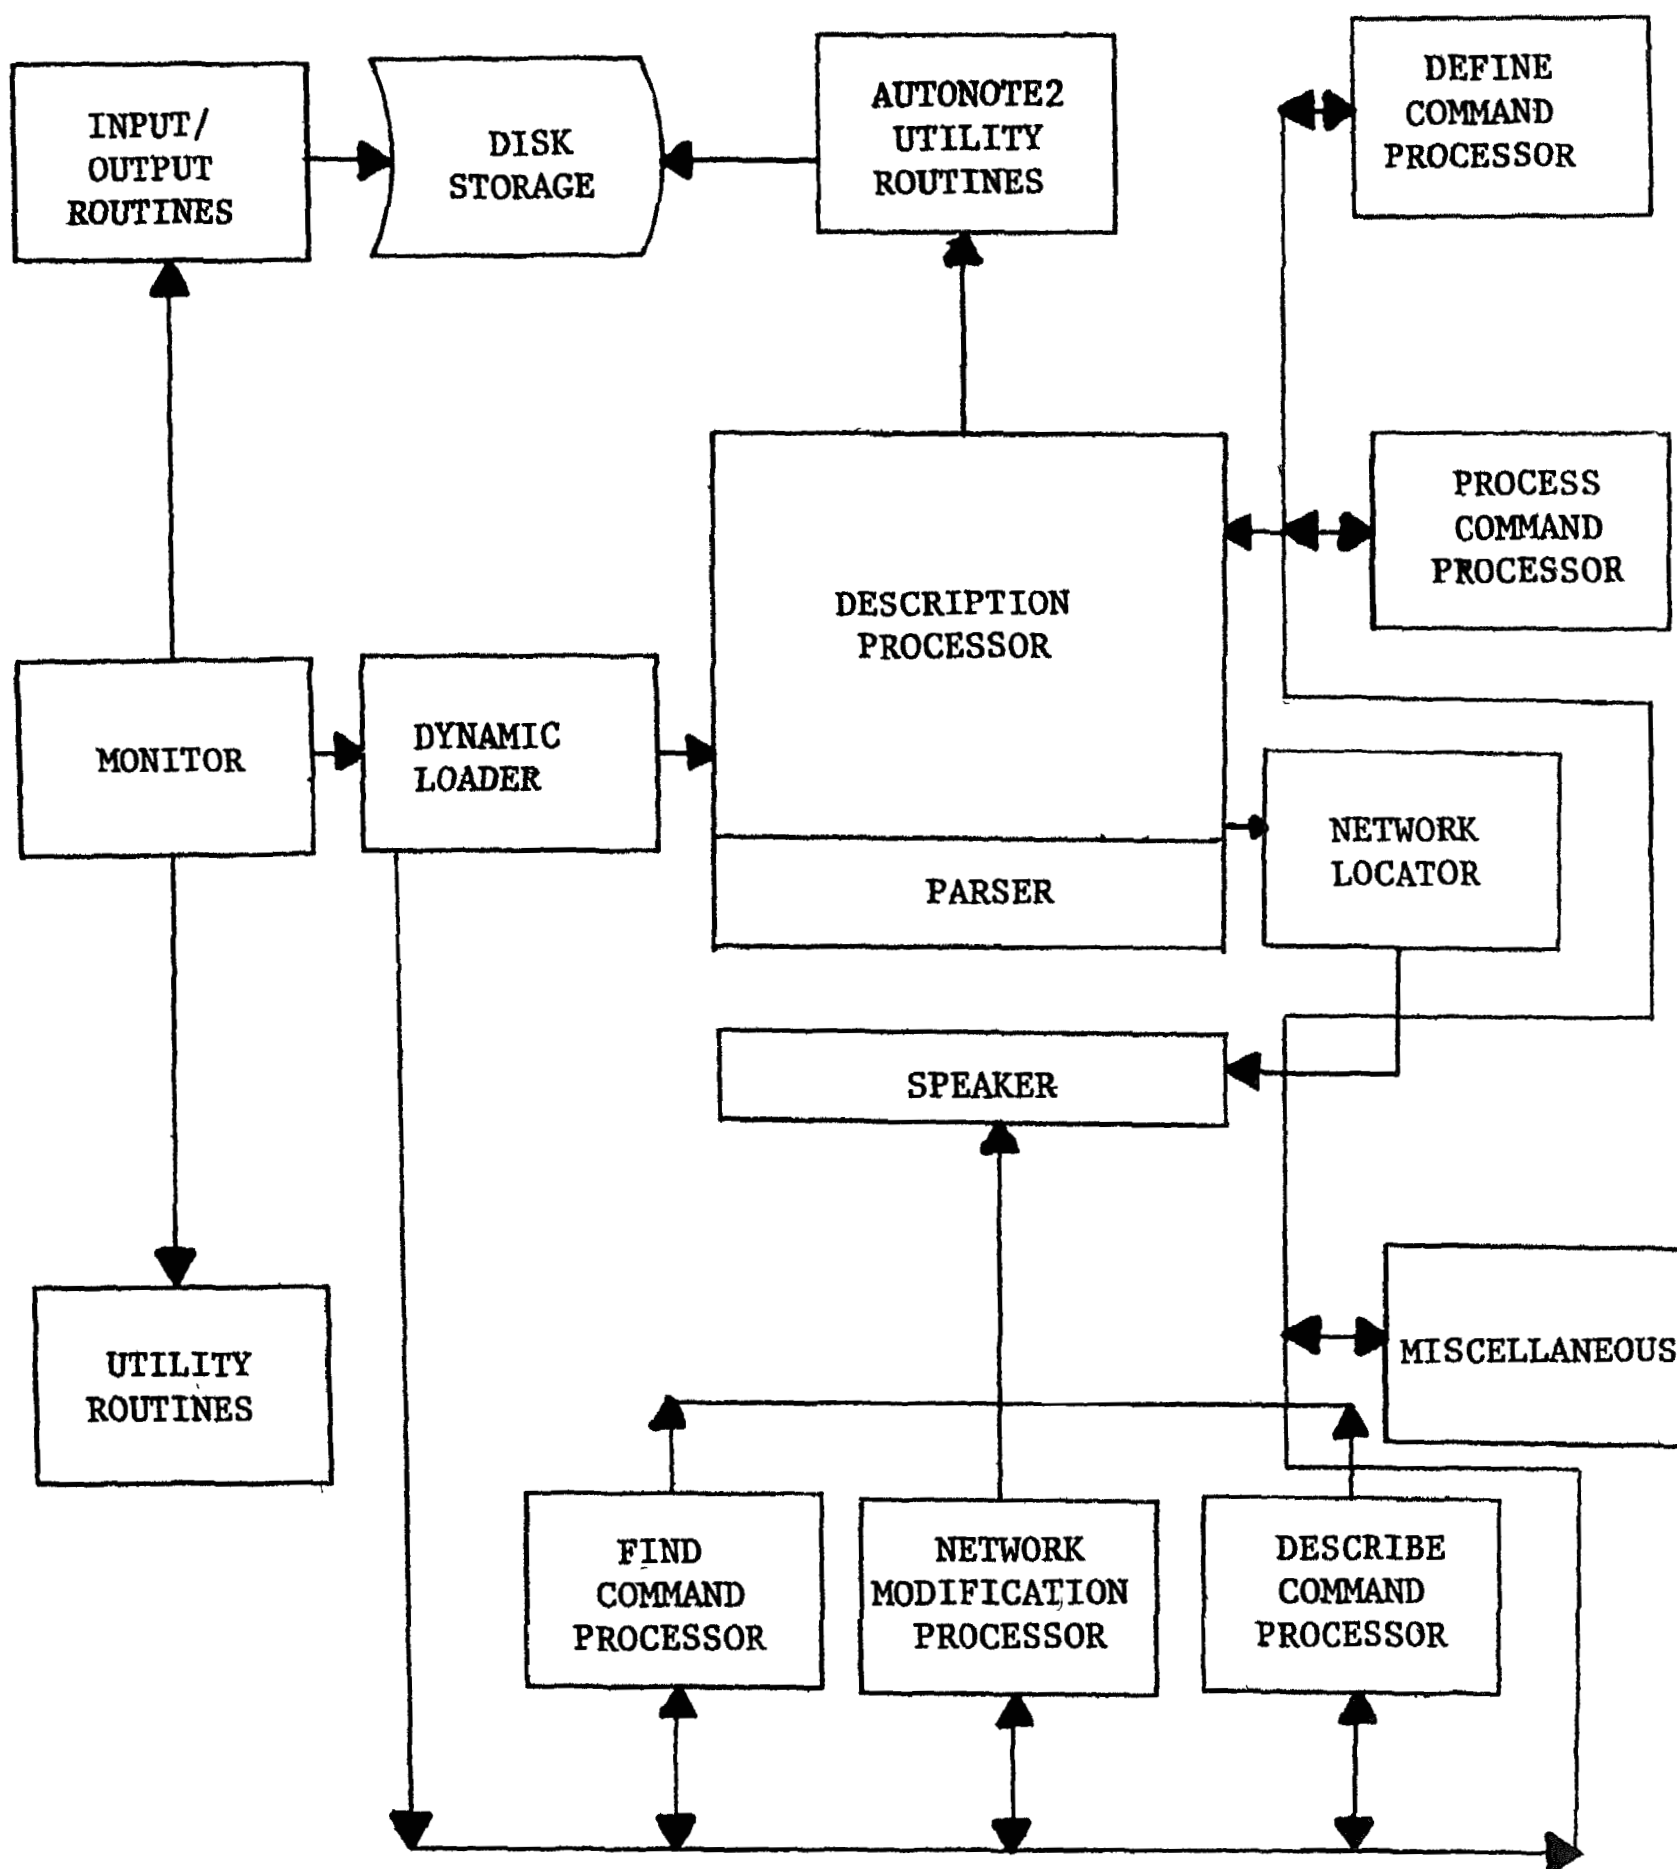 INPUT/
OUTPUT
ROUTINES
DISK
STORAGE
AUTONOTE2
UTILITY
ROUTINES
DEFINE
COMMAND
PROCESSOR
PROCESS
COMMAND
PROCESSOR
DESCRIPTION
PROCESSOR
MONITOR
DYNAMIC
LOADER
NETWORK
LOCATOR
PARSER
SPEAKER
UTILITY
ROUTINES
MISCELLANEOUS
FIND
COMMAND
PROCESSOR
NETWORK
MODIFICATION
PROCESSOR
DESCRIBE
COMMAND
PROCESSOR